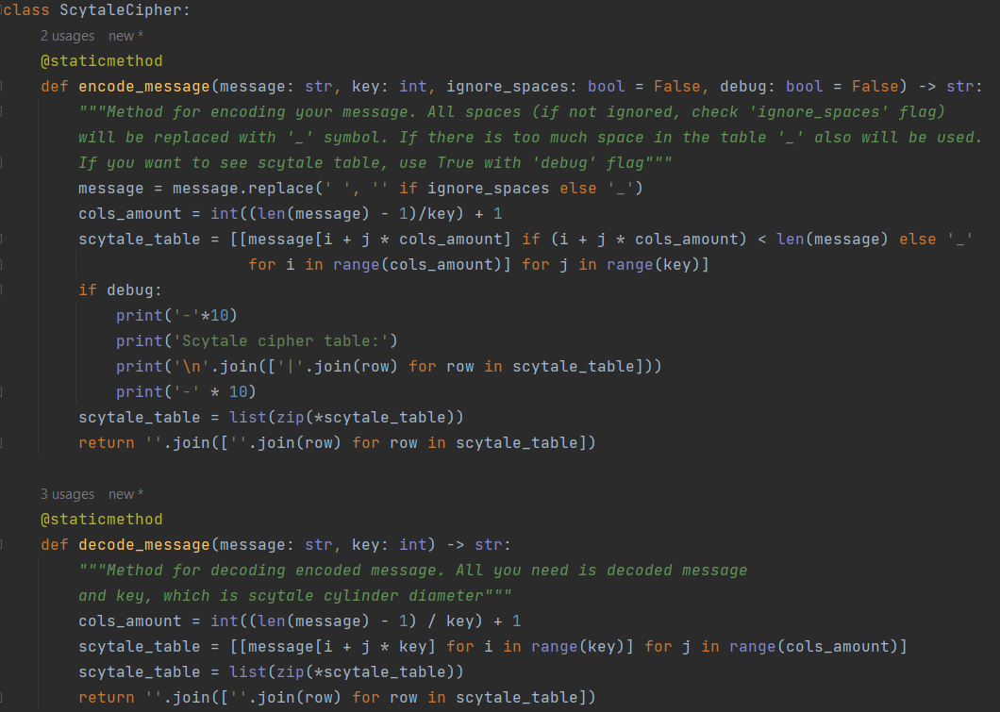 class ScytaleCipher:
    2 usages   new *
    @staticmethod
    def encode_message(message: str, key: int, ignore_spaces: bool = False, debug: bool = False) -> str:
        """Method for encoding your message. All spaces (if not ignored, check 'ignore_spaces' flag)
        will be replaced with '_' symbol. If there is too much space in the table '_' also will be used.
        If you want to see scytale table, use True with 'debug' flag"""
        message = message.replace(' ', '' if ignore_spaces else '_')
        cols_amount = int((len(message) - 1)/key) + 1
        scytale_table = [[message[i + j * cols_amount] if (i + j * cols_amount) < len(message) else '_'
                          for i in range(cols_amount)] for j in range(key)]
        if debug:
            print('-'*10)
            print('Scytale cipher table:')
            print('\n'.join(['|'.join(row) for row in scytale_table]))
            print('-' * 10)
        scytale_table = list(zip(*scytale_table))
        return ''.join([''.join(row) for row in scytale_table])
    3 usages   new *
    @staticmethod
    def decode_message(message: str, key: int) -> str:
        """Method for decoding encoded message. All you need is decoded message
        and key, which is scytale cylinder diameter"""
        cols_amount = int((len(message) - 1) / key) + 1
        scytale_table = [[message[i + j * key] for i in range(key)] for j in range(cols_amount)]
        scytale_table = list(zip(*scytale_table))
        return ''.join([''.join(row) for row in scytale_table])